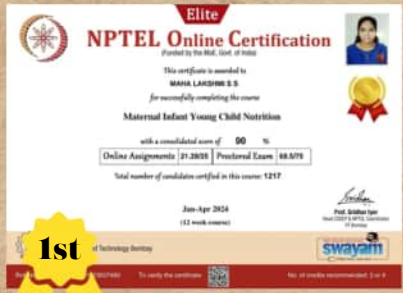 Elite
NPTEL Online Certification
(Funded by the MoE, Govt. of India)
This certificate is awarded to
MAHA LAKSHMI S S
for successfully completing the course
Maternal Infant Young Child Nutrition
with a consolidated score of 90 %
Online Assignments 21.28/25 Proctored Exam 68.5/75
Total number of candidates certified in this course: 1217
Jan-Apr 2024
(12 week course)
Prof. Sridhar Iyer
IIT Bombay
1st
of Technology Bombay
swayam
To verify the certificate
No. of credits recommended: 3 or 4